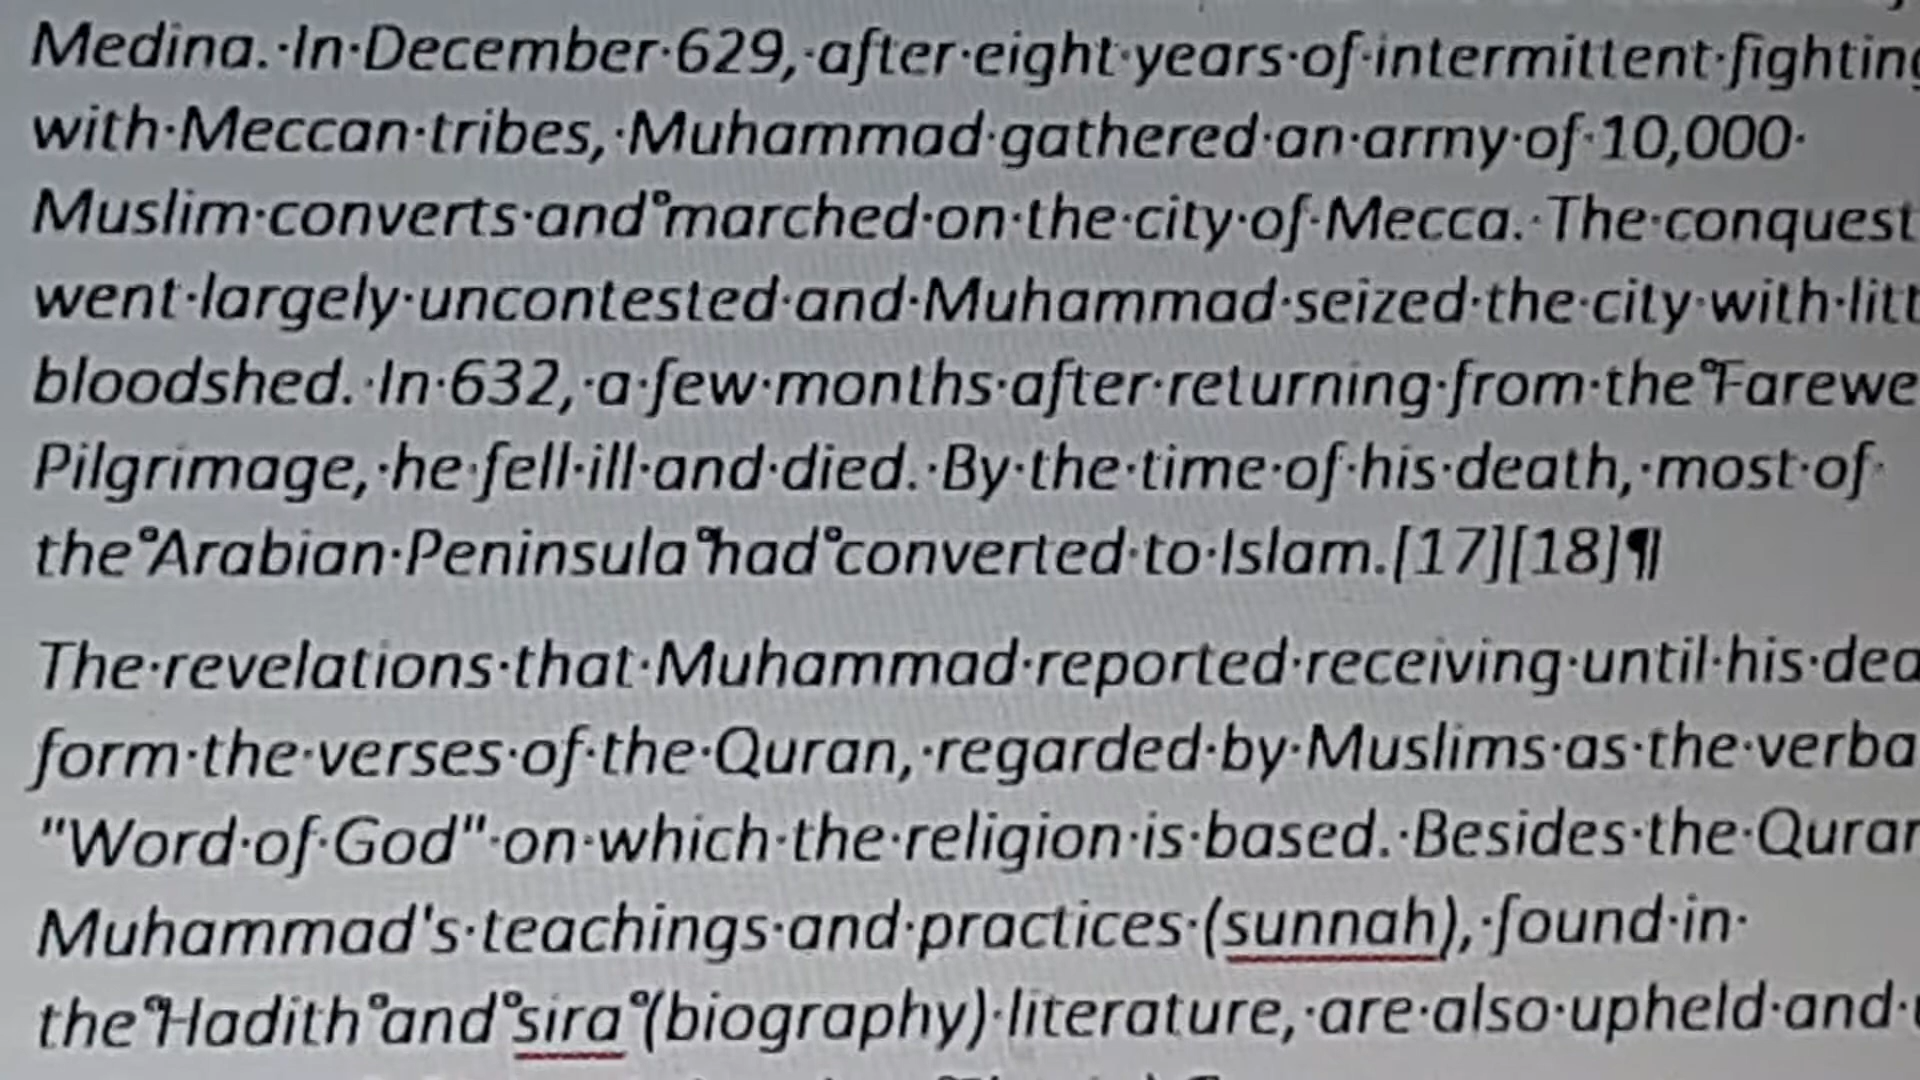 Medina. In December 629, after eight years of intermittent fighting
with Meccan tribes, Muhammad gathered an army of 10,000
Muslim converts and marched on the city of Mecca. The conquest
went largely uncontested and Muhammad seized the city with litt
bloodshed. In 632, a few months after returning from the Farewe
Pilgrimage, he fell ill and died. By the time of his death, most of
the Arabian Peninsula had converted to Islam.[17][18]¶
The revelations that Muhammad reported receiving until his dea
form the verses of the Quran, regarded by Muslims as the verba
"Word of God" on which the religion is based. Besides the Quran
Muhammad's teachings and practices (sunnah), found in
the Hadith and sira (biography) literature, are also upheld and